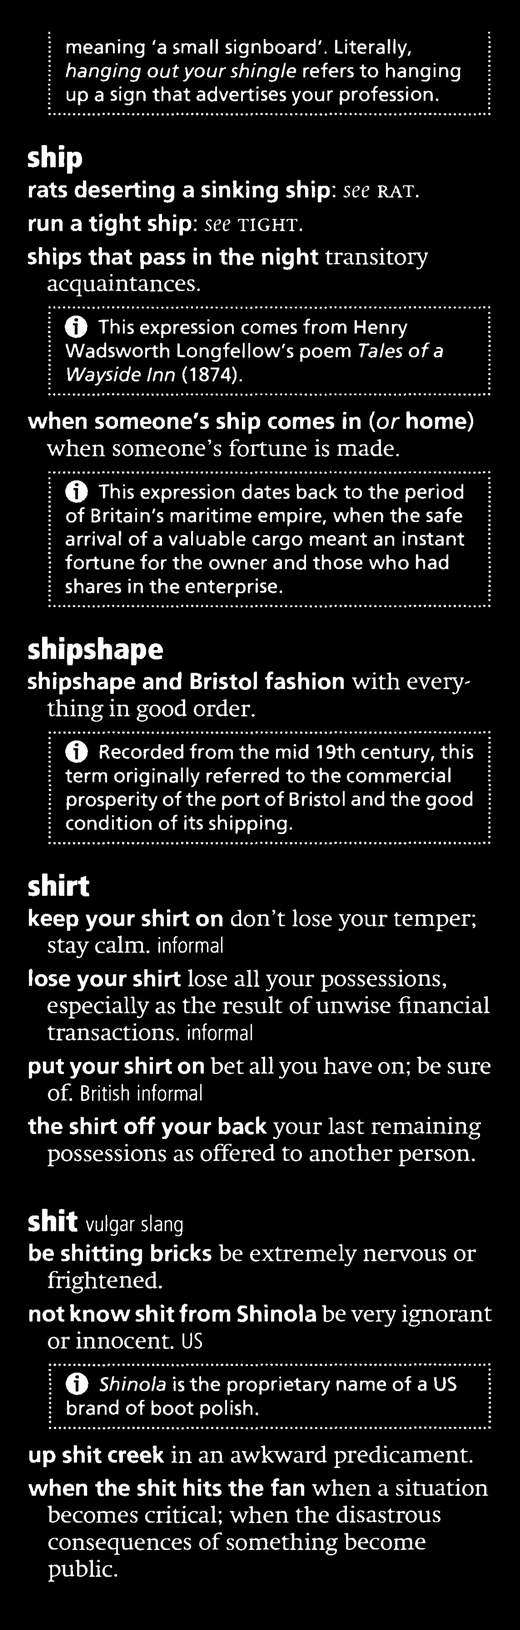 meaning ‘a small signboard’. Literally,
hanging out your shingle refers to hanging
up a sign that advertises your profession.
ship
rats deserting a sinking ship: see RAT.
run a tight ship: see TIGHT.
ships that pass in the night transitory
acquaintances.
i This expression comes from Henry
Wadsworth Longfellow's poem Tales of a
Wayside Inn (1874).
when someone's ship comes in (or home)
when someone's fortune is made.
i This expression dates back to the period
of Britain's maritime empire, when the safe
arrival of a valuable cargo meant an instant
fortune for the owner and those who had
shares in the enterprise.
shipshape
shipshape and Bristol fashion with every-
thing in good order.
i Recorded from the mid 19th century, this
term originally referred to the commercial
prosperity of the port of Bristol and the good
condition of its shipping.
shirt
keep your shirt on don't lose your temper;
stay calm. informal
lose your shirt lose all your possessions,
especially as the result of unwise financial
transactions. informal
put your shirt on bet all you have on; be sure
of. British informal
the shirt off your back your last remaining
possessions as offered to another person.
shit vulgar slang
be shitting bricks be extremely nervous or
frightened.
not know shit from Shinola be very ignorant
or innocent. US
i Shinola is the proprietary name of a US
brand of boot polish.
up shit creek in an awkward predicament.
when the shit hits the fan when a situation
becomes critical; when the disastrous
consequences of something become
public.